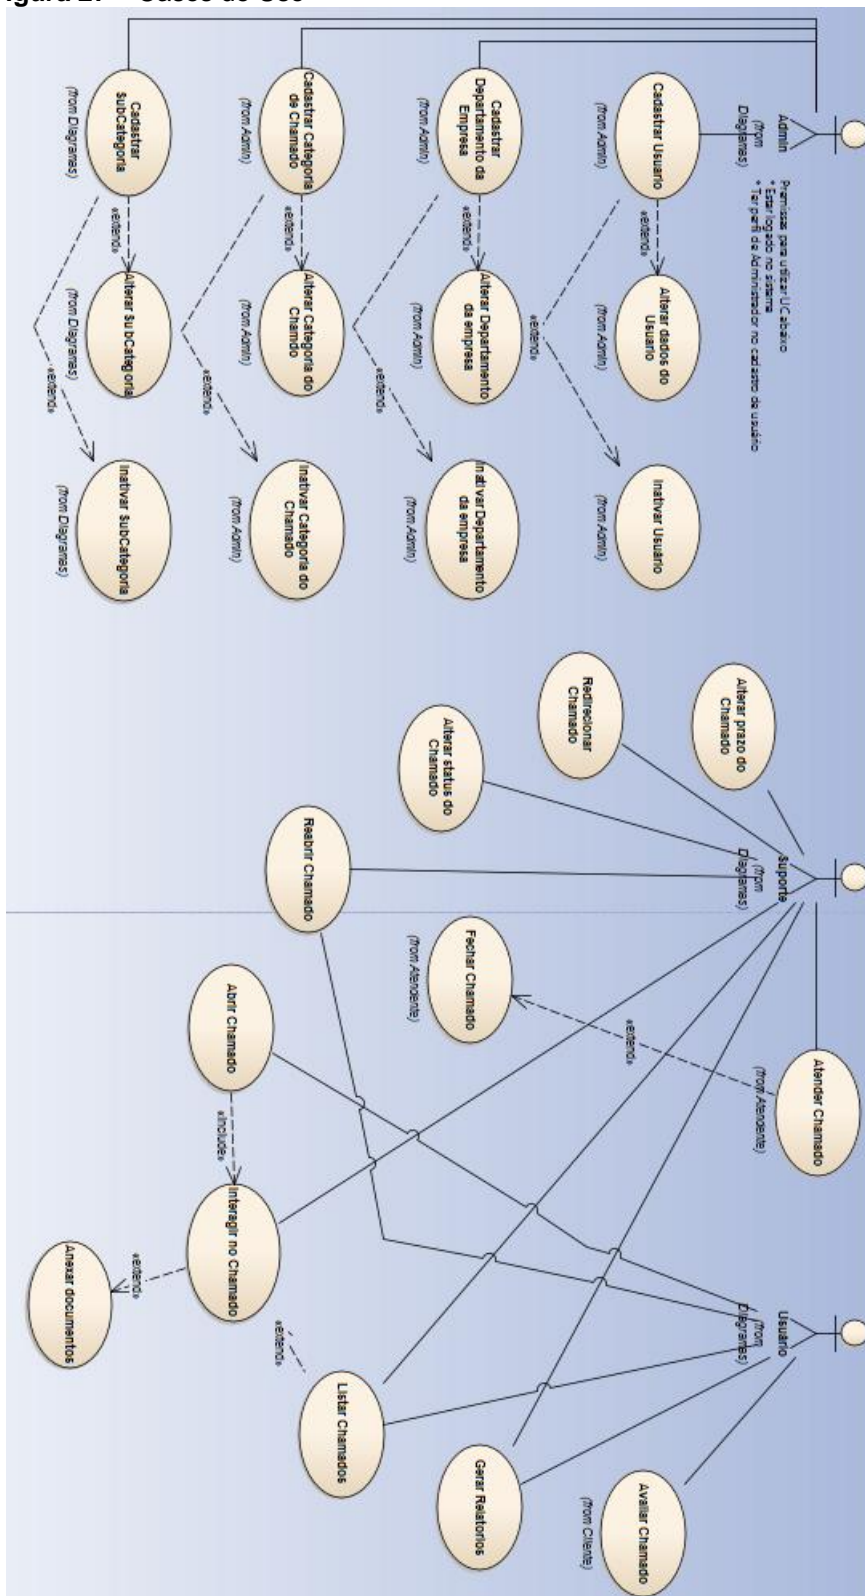 Admin
(from
Diagramas)
Premissas para utilizar UC abaixo
* Estar logado no sistema
* Ter perfil de Administrador no cadastro de usuário
Cadastrar Usuario
(from Admin)
«extend»
Alterar dados do
Usuario
(from Admin)
«extend»
Inativar Usuario
(from Admin)
Cadastrar
Departamento da
Empresa
(from Admin)
«extend»
Alterar Departamento
da empresa
(from Admin)
«extend»
Inativar Departamento
da empresa
(from Admin)
Cadastrar Categoria
de Chamado
(from Admin)
«extend»
Alterar Categoria do
Chamdo
(from Admin)
«extend»
Inativar Categoria do
Chamado
(from Admin)
Cadastrar
SubCategoria
(from Diagramas)
«extend»
Alterar SubCategoria
(from Diagramas)
«extend»
Inativar SubCategoria
(from Diagramas)
Suporte
(from
Diagramas)
Alterar prazo do
Chamado
Redirecionar
Chamado
Alterar status do
Chamado
Reabrir Chamado
Atender Chamado
(from Atendente)
«extend»
Fechar Chamado
(from Atendente)
Abrir Chamado
«include»
Interagir no Chamado
«extend»
Anexar documentos
«extend»
Listar Chamados
Gerar Relatorios
Usuário
(from
Diagramas)
Avaliar Chamado
(from Cliente)